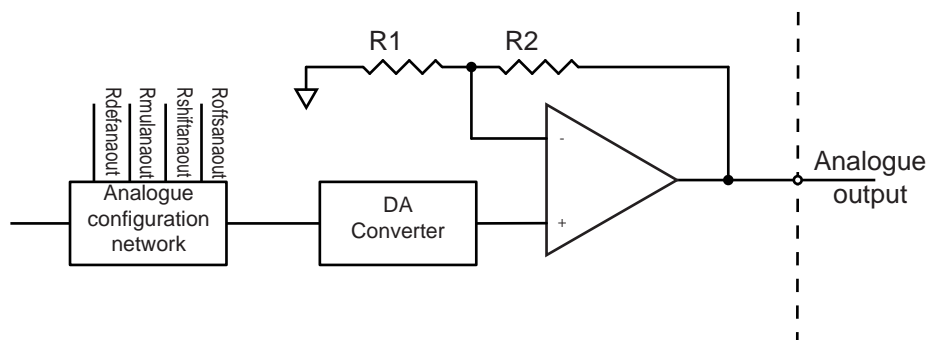 R1
R2
Rdefanaout
Rmulanaout
Rshiftanaout
Roffsanaout
Analogue
configuration
network
DA
Converter
-
+
Analogue
output